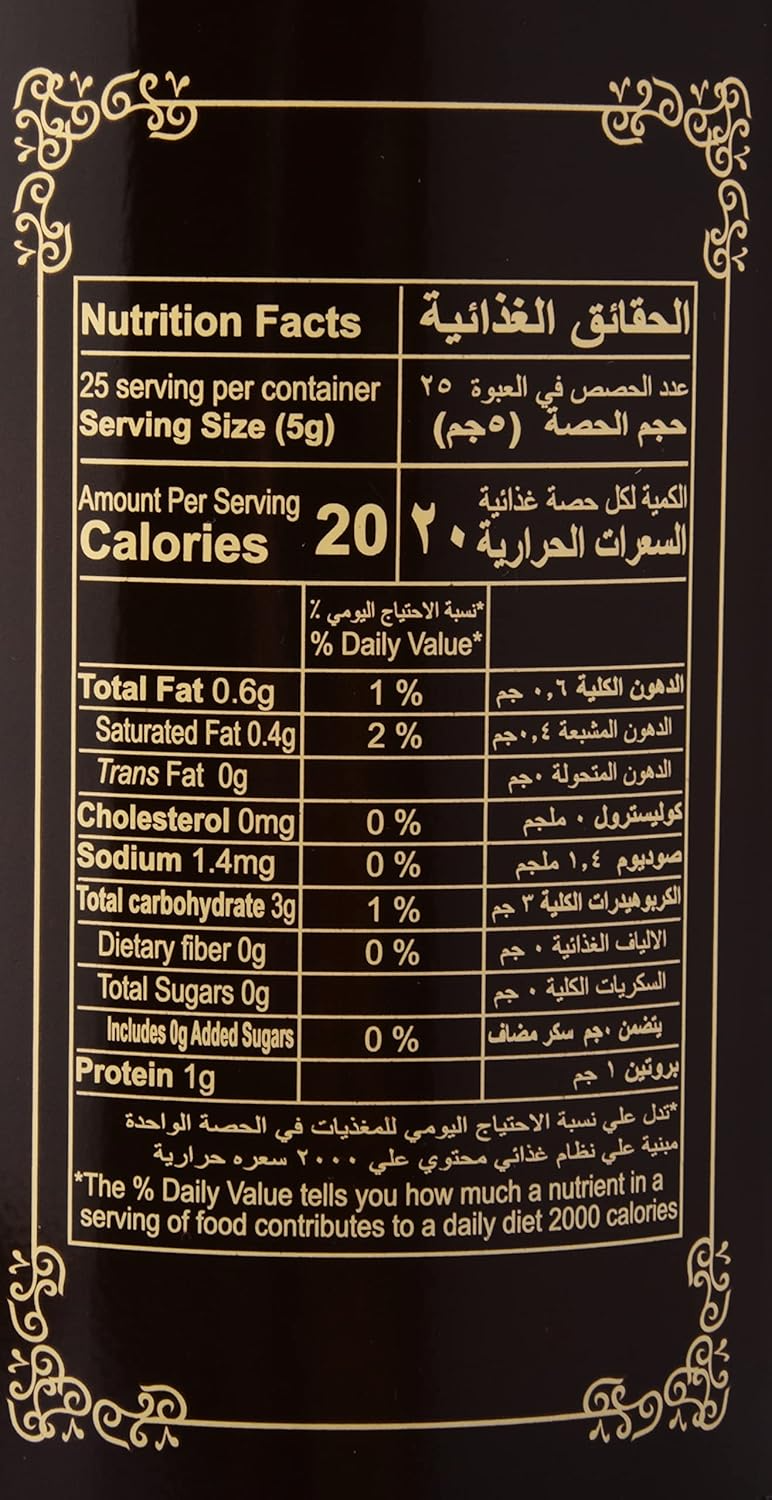 Nutrition Facts
الحقائق الغذائية
25 serving per container
عدد الحصص في العبوة ٢٥
Serving Size (5g)
حجم الحصة (٥جم)
Amount Per Serving
الكمية لكل حصة غذائية
Calories 20
السعرات الحرارية ٢٠
*نسبة الاحتياج اليومي ٪
% Daily Value*
Total Fat 0.6g 1 % الدهون الكلية ٠,٦ جم
Saturated Fat 0.4g 2 % الدهون المشبعة ٠,٤جم
Trans Fat 0g الدهون المتحولة ٠جم
Cholesterol 0mg 0 % كوليسترول ٠ ملجم
Sodium 1.4mg 0 % صوديوم ١,٤ ملجم
Total carbohydrate 3g 1 % الكربوهيدرات الكلية ٣ جم
Dietary fiber 0g 0 % الالياف الغذائية ٠ جم
Total Sugars 0g السكريات الكلية ٠ جم
Includes 0g Added Sugars 0 % يتضمن ٠جم سكر مضاف
Protein 1g بروتين ١ جم
*تدل علي نسبة الاحتياج اليومي للمغذيات في الحصة الواحدة
مبنية علي نظام غذائي محتوي علي ٢٠٠٠ سعره حرارية
*The % Daily Value tells you how much a nutrient in a
serving of food contributes to a daily diet 2000 calories